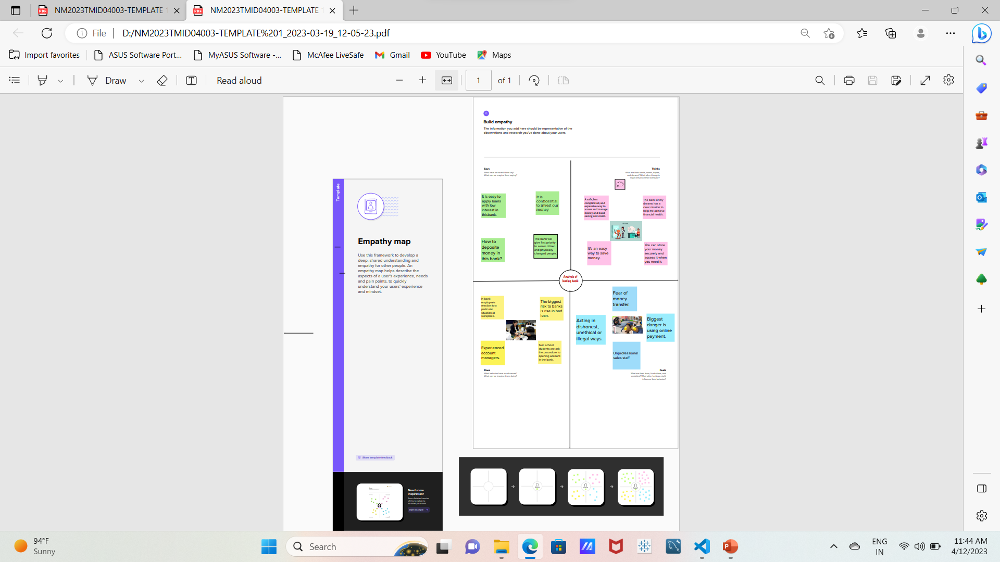 NM2023TMID04003-TEMPLATE
NM2023TMID04003-TEMPLATE
File
D:/NM2023TMID04003-TEMPLATE%201_2023-03-19_12-05-23.pdf
Import favorites
ASUS Software Port...
MyASUS Software -...
McAfee LiveSafe
Gmail
YouTube
Maps
Draw
Read aloud
1
of 1
Build empathy
The information you add here should be representative of the
observations and research you've done about your users.
Says
What have we heard them say?
What can we imagine them saying?
Thinks
What are their wants, needs, hopes,
and dreams? What other thoughts
might influence their behavior?
It is easy to
apply loans
with low
interest in
thisbank.
It is
confidential
to invest our
money
How to
deposite
money in
this bank?
The bank will
give first priority
to senior citizen
and physically
changed people.
A safe, less
complicated, and
expensive way to
access and manage
money and build
saving and credit.
The bank of my
dreams has a
clear mission to
help me achieve
financial health.
BANK
It's an easy
way to save
money.
You can store
your money
securely and
access it when
you need it.
Analysis of
leading bank
In bank
employee's
reection to a
particular
situation at
workplace.
The biggest
risk to banks
is rise in bad
loan.
Experienced
account
managers.
Sum school
students are ask
the procedure to
opening account
in the bank.
Does
What behavior have we observed?
What can we imagine them doing?
Fear of
money
transfer.
Acting in
dishonest,
unethical or
illegal ways.
Biggest
danger is
using online
payment.
Unprofessional
sales staff
Feels
What are their fears, frustrations, and
anxieties? What other feelings might
influence their behavior?
Template
Empathy map
Use this framework to develop a
deep, shared understanding and
empathy for other people. An
empathy map helps describe the
aspects of a user's experience, needs
and pain points, to quickly
understand your users' experience
and mindset.
Share template feedback
Need some
inspiration?
See a finished version
of this template to
kickstart your work.
Open example
94°F
Sunny
Search
ENG
IN
11:44 AM
4/12/2023